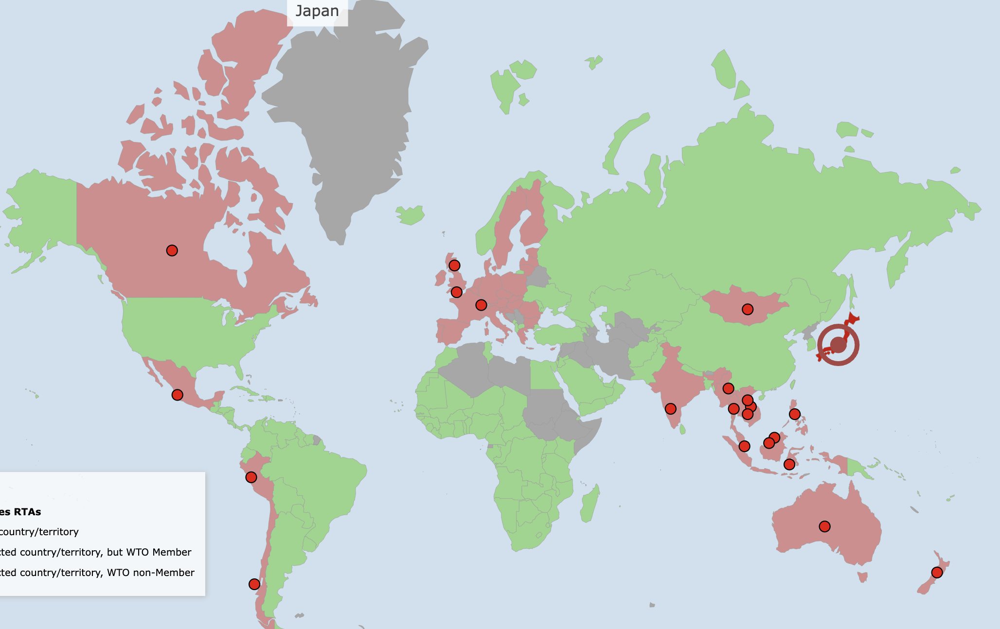 Japan
es RTAs
country/territory
cted country/territory, but WTO Member
cted country/territory, WTO non-Member